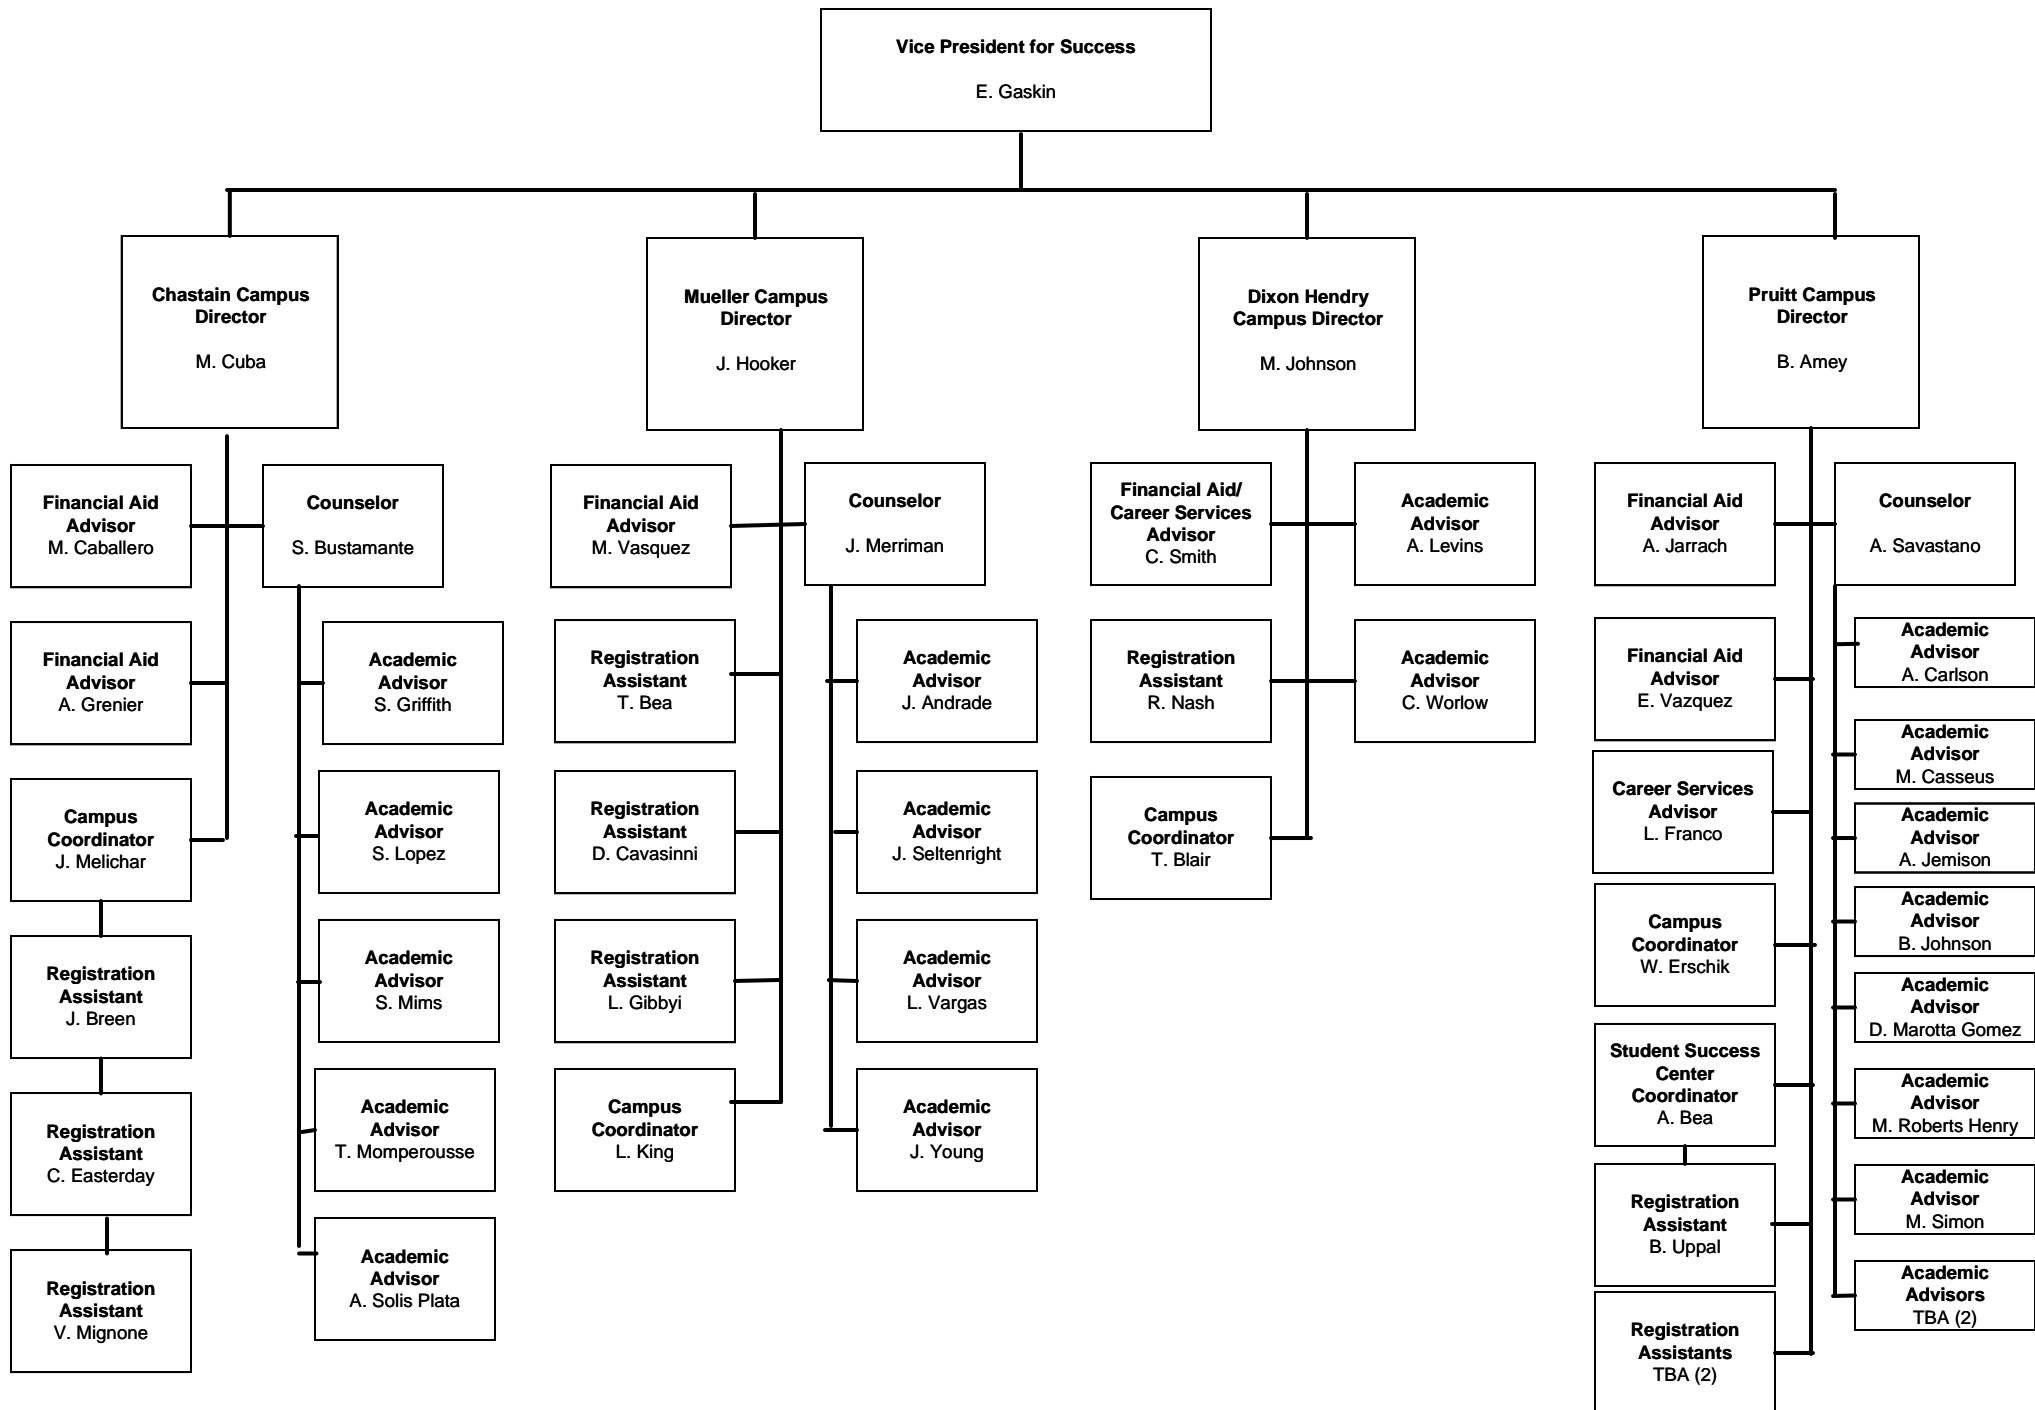 Vice President for Success
E. Gaskin
Chastain Campus
Director
M. Cuba
Mueller Campus
Director
J. Hooker
Dixon Hendry
Campus Director
M. Johnson
Pruitt Campus
Director
B. Amey
Financial Aid
Advisor
M. Caballero
Counselor
S. Bustamante
Financial Aid
Advisor
A. Grenier
Campus
Coordinator
J. Melichar
Registration
Assistant
J. Breen
Registration
Assistant
C. Easterday
Registration
Assistant
V. Mignone
Academic
Advisor
S. Griffith
Academic
Advisor
S. Lopez
Academic
Advisor
S. Mims
Academic
Advisor
T. Momperousse
Academic
Advisor
A. Solis Plata
Financial Aid
Advisor
M. Vasquez
Counselor
J. Merriman
Registration
Assistant
T. Bea
Registration
Assistant
D. Cavasinni
Registration
Assistant
L. Gibbyi
Campus
Coordinator
L. King
Academic
Advisor
J. Andrade
Academic
Advisor
J. Seltenright
Academic
Advisor
L. Vargas
Academic
Advisor
J. Young
Financial Aid/
Career Services
Advisor
C. Smith
Academic
Advisor
A. Levins
Registration
Assistant
R. Nash
Academic
Advisor
C. Worlow
Campus
Coordinator
T. Blair
Financial Aid
Advisor
A. Jarrach
Counselor
A. Savastano
Financial Aid
Advisor
E. Vazquez
Career Services
Advisor
L. Franco
Campus
Coordinator
W. Erschik
Student Success
Center
Coordinator
A. Bea
Registration
Assistant
B. Uppal
Registration
Assistants
TBA (2)
Academic
Advisor
A. Carlson
Academic
Advisor
M. Casseus
Academic
Advisor
A. Jemison
Academic
Advisor
B. Johnson
Academic
Advisor
D. Marotta Gomez
Academic
Advisor
M. Roberts Henry
Academic
Advisor
M. Simon
Academic
Advisors
TBA (2)